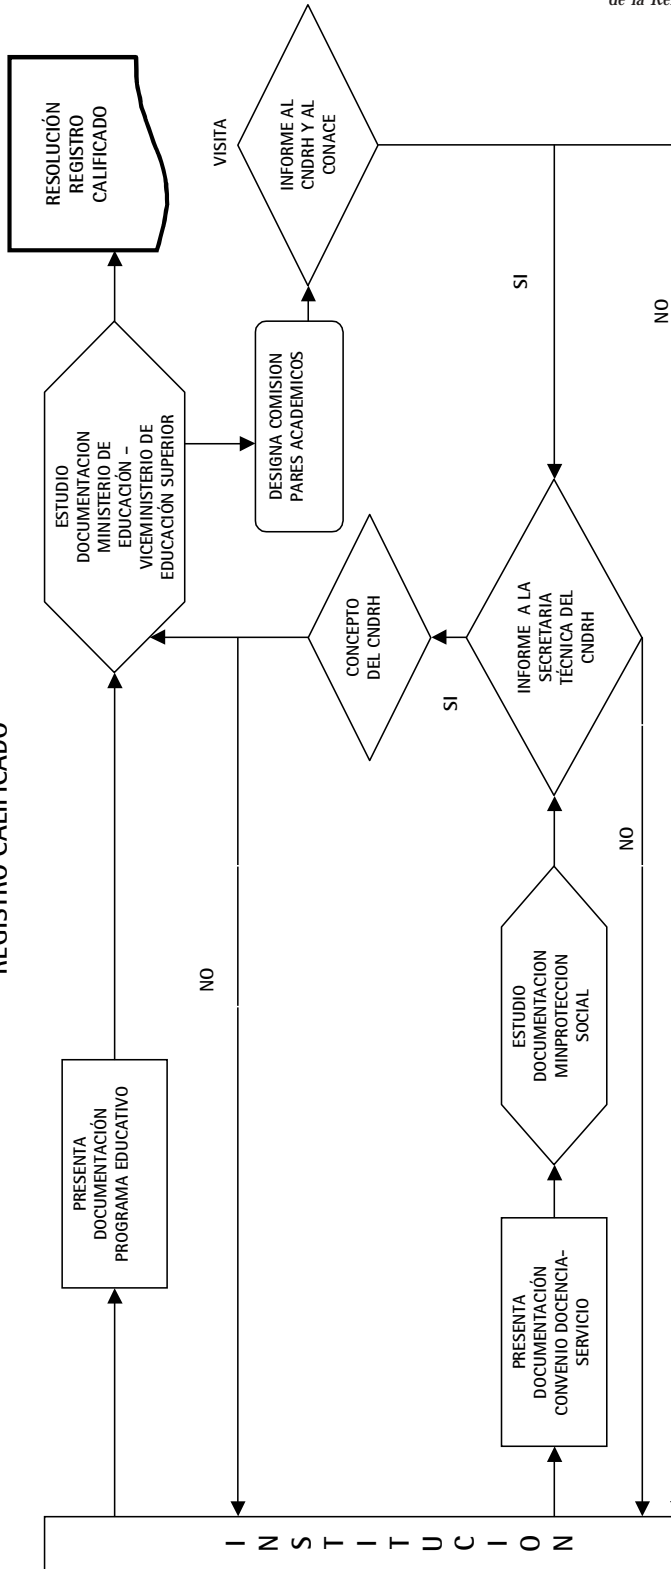 REGISTRO CALIFICADO
I N S T I T U C I O N
PRESENTA
DOCUMENTACIÓN
PROGRAMA EDUCATIVO
ESTUDIO
DOCUMENTACION
MINISTERIO DE
EDUCACIÓN –
VICEMINISTERIO DE
EDUCACIÓN SUPERIOR
RESOLUCIÓN
REGISTRO
CALIFICADO
NO
DESIGNA COMISION
PARES ACADEMICOS
VISITA
INFORME AL
CNDRH Y AL
CONACE
CONCEPTO
DEL CNDRH
SI
SI
PRESENTA
DOCUMENTACIÓN
CONVENIO DOCENCIA-
SERVICIO
ESTUDIO
DOCUMENTACION
MINPROTECCION
SOCIAL
INFORME A LA
SECRETARIA
TÉCNICA DEL
CNDRH
NO
NO
de la